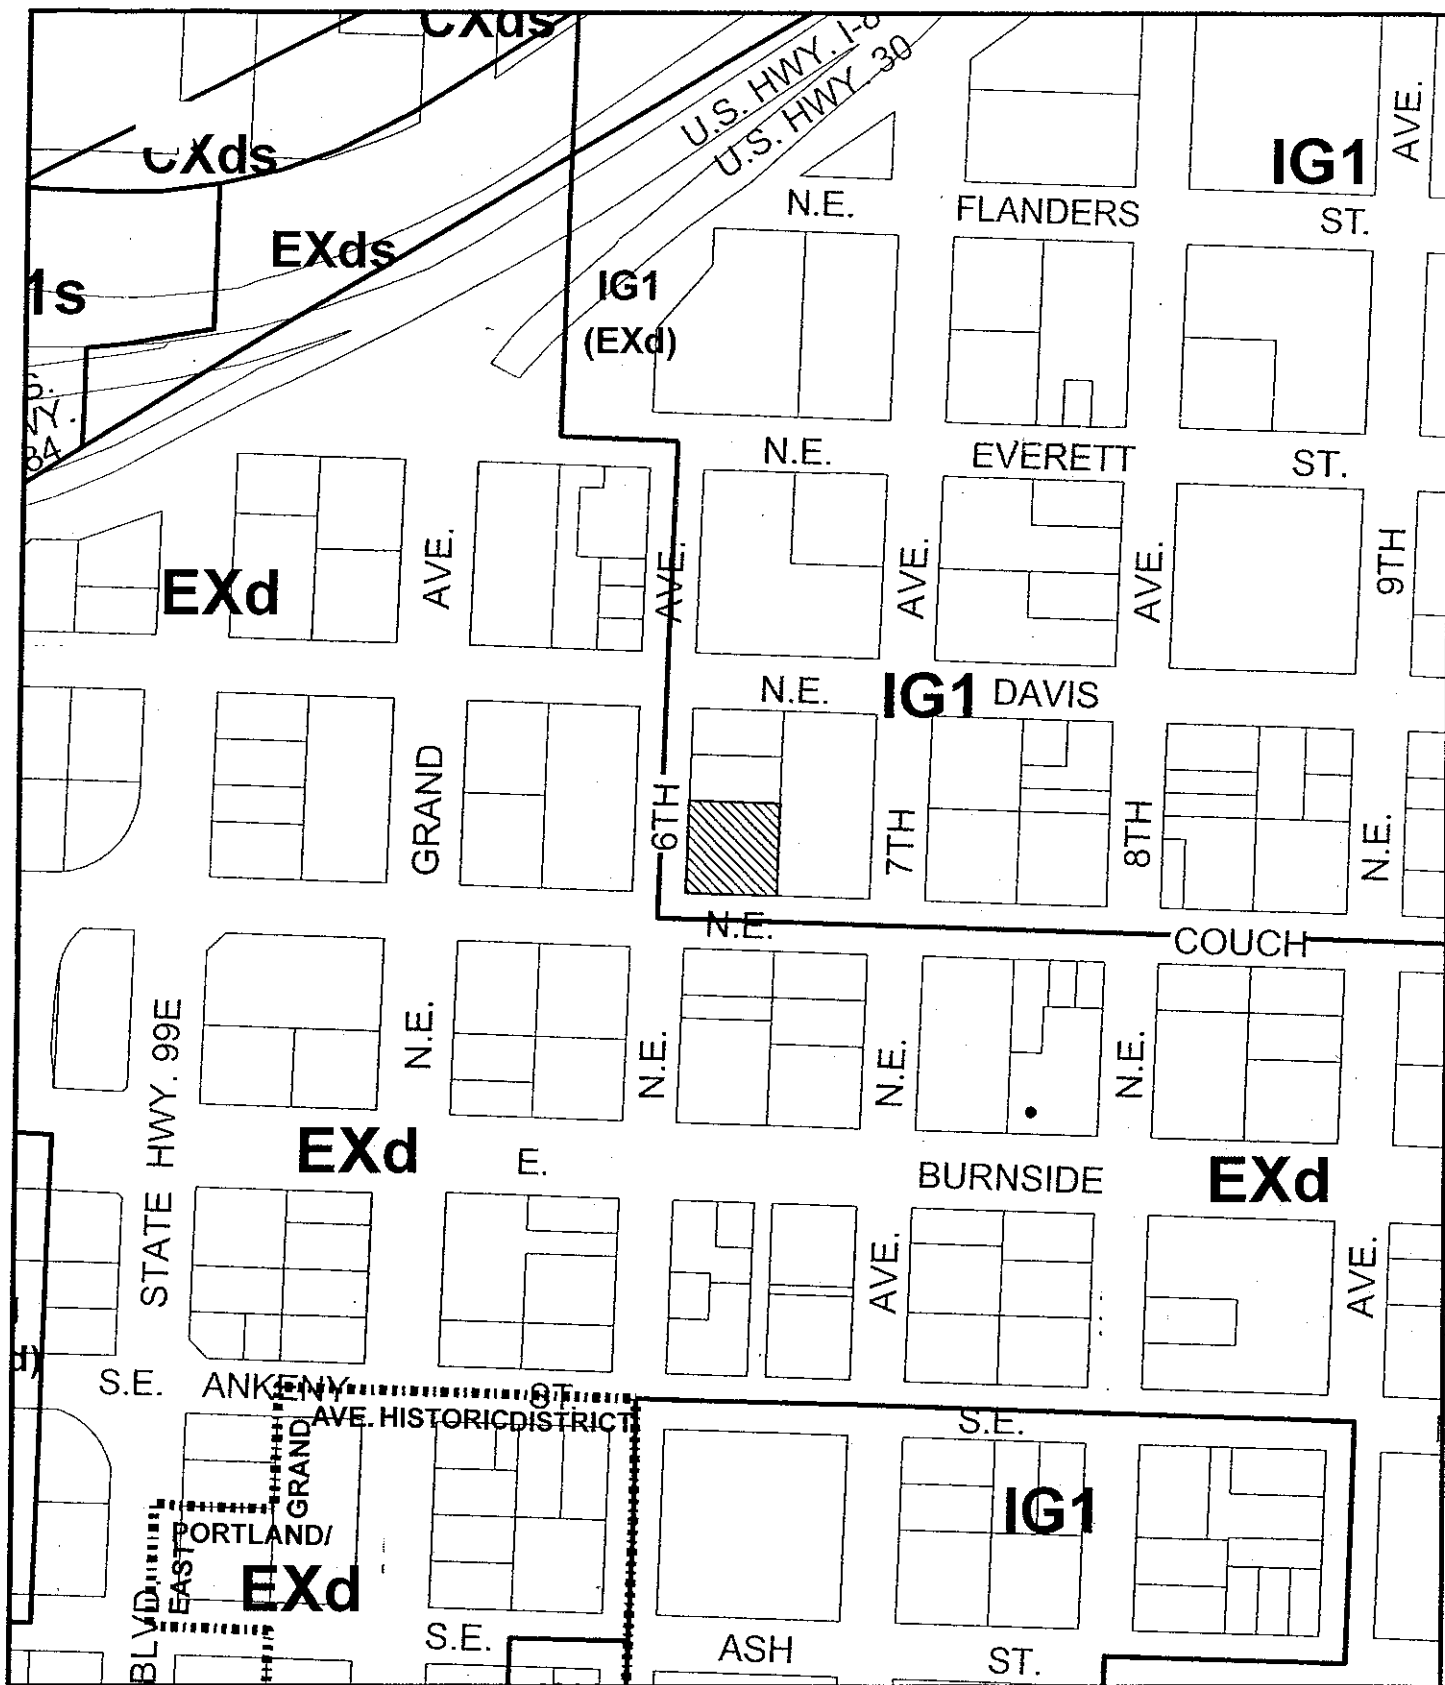 CXds
U.S. HWY. I-8
U.S. HWY. 30
AVE.
CXds
IG1
N.E. FLANDERS ST.
EXds
1s
IG1
(EXd)
S.
WY.
84
N.E. EVERETT ST.
EXd
AVE.
AVE.
AVE.
AVE.
9TH
N.E. DAVIS
IG1
GRAND
6TH
7TH
8TH
N.E.
N.E. COUCH
STATE HWY. 99E
N.E.
N.E.
N.E.
N.E.
EXd
E. BURNSIDE
EXd
AVE.
AVE.
d)
S.E. ANKENY ST.
AVE. HISTORIC DISTRICT
S.E.
GRAND
IG1
PORTLAND/
EAST
EXd
BLVD.
S.E. ASH ST.